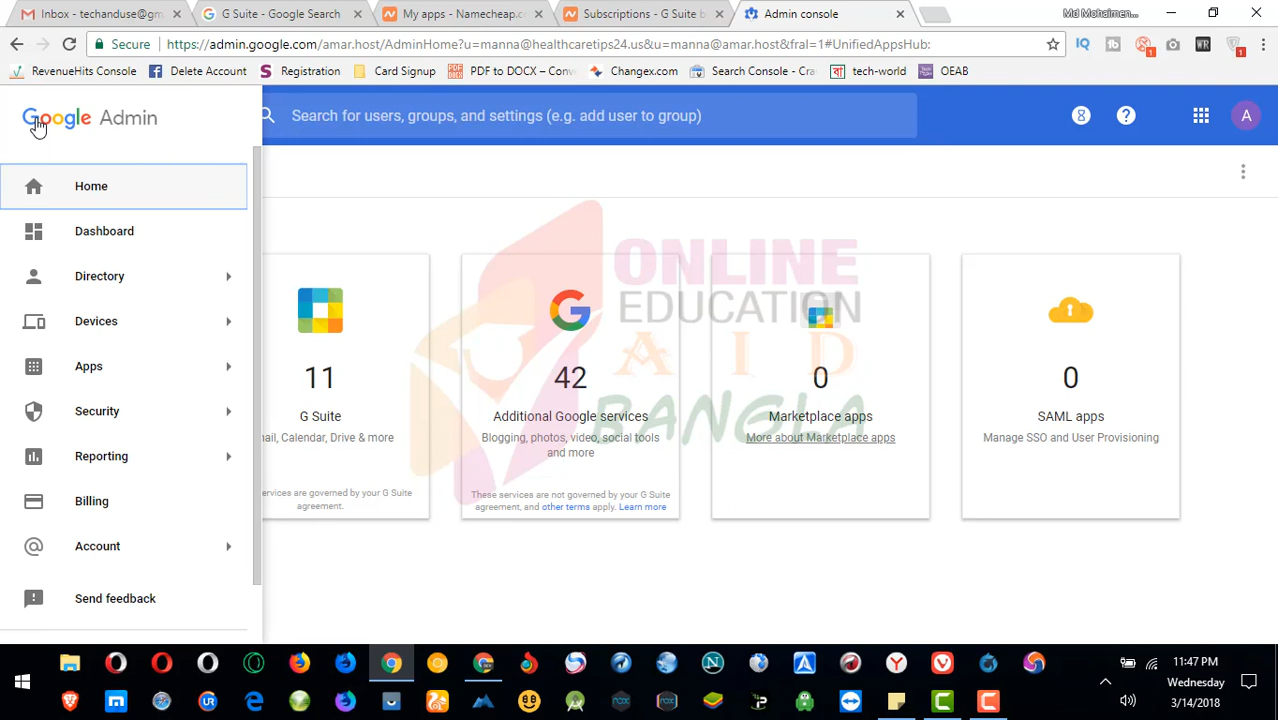 Inbox - techanduse@gm
G Suite - Google Search
My apps - Namecheap.c
Subscriptions - G Suite b
Admin console
Md Mohaimen...
Secure
https://admin.google.com/amar.host/AdminHome?u=manna@healthcaretips24.us&u=manna@amar.host&fral=1#UnifiedAppsHub:
RevenueHits Console
Delete Account
Registration
Card Signup
PDF to DOCX – Conv
Changex.com
Search Console - Cra
tech-world
OEAB
Google Admin
Search for users, groups, and settings (e.g. add user to group)
A
Home
Dashboard
Directory
Devices
Apps
Security
Reporting
Billing
Account
Send feedback
11
G Suite
ail, Calendar, Drive & more
ervices are governed by your G Suite
agreement.
42
Additional Google services
Blogging, photos, video, social tools
and more
These services are not governed by your G Suite
agreement, and other terms apply. Learn more
0
Marketplace apps
More about Marketplace apps
0
SAML apps
Manage SSO and User Provisioning
ONLINE
EDUCATION
AID
BANGLA
11:47 PM
Wednesday
3/14/2018